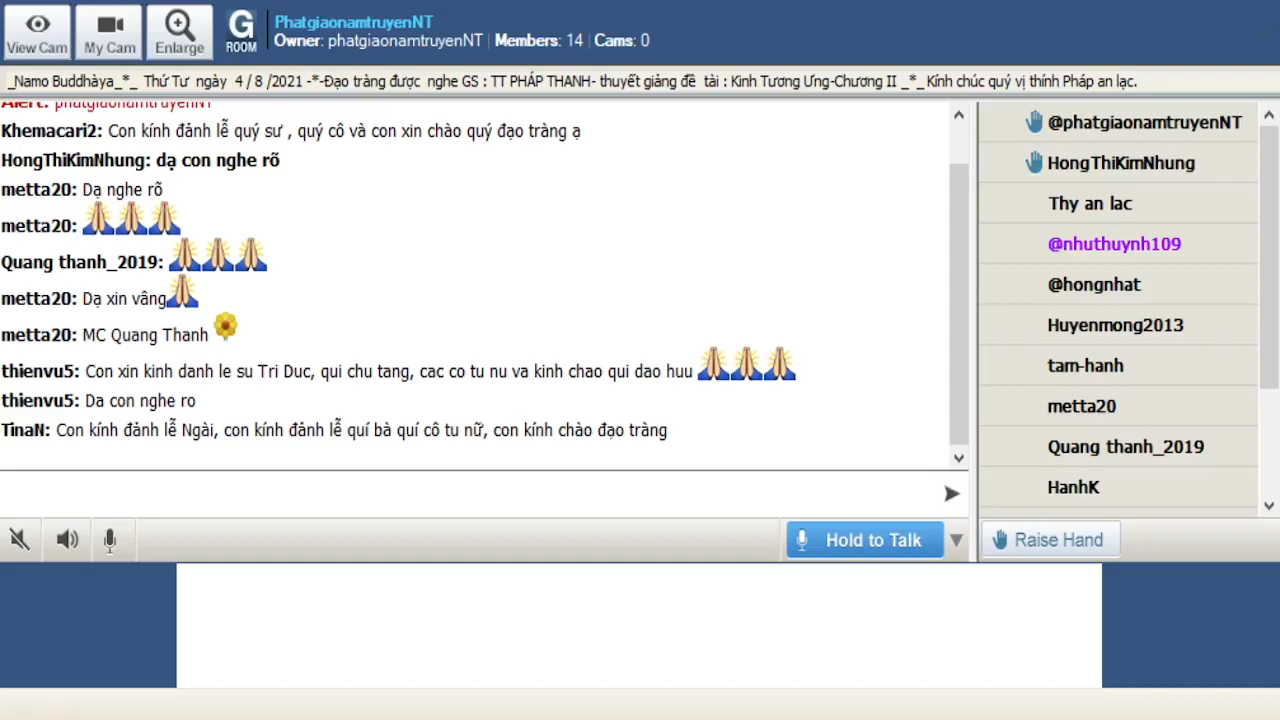 View Cam
My Cam
Enlarge
G
ROOM
PhatgiaonamtruyenNT
Owner: phatgiaonamtruyenNT | Members: 14 | Cams: 0
_Namo Buddhàya_*_ Thứ Tư ngày 4 / 8 /2021 -*-Đạo tràng được nghe GS : TT PHÁP THANH- thuyết giảng đề tài : Kinh Tương Ưng-Chương II _*_ Kính chúc quý vị thính Pháp an lạc.
Alert: phatgiaonamtruyenNT
Khemacari2: Con kính đảnh lễ quý sư , quý cô và con xin chào quý đạo tràng ạ
HongThiKimNhung: dạ con nghe rõ
metta20: Dạ nghe rõ
metta20:
Quang thanh_2019:
metta20: Dạ xin vâng
metta20: MC Quang Thanh
thienvu5: Con xin kinh danh le su Tri Duc, qui chu tang, cac co tu nu va kinh chao qui dao huu
thienvu5: Da con nghe ro
TinaN: Con kính đảnh lễ Ngài, con kính đảnh lễ quí bà quí cô tu nữ, con kính chào đạo tràng
@phatgiaonamtruyenNT
HongThiKimNhung
Thy an lac
@nhuthuynh109
@hongnhat
Huyenmong2013
tam-hanh
metta20
Quang thanh_2019
HanhK
Hold to Talk
Raise Hand